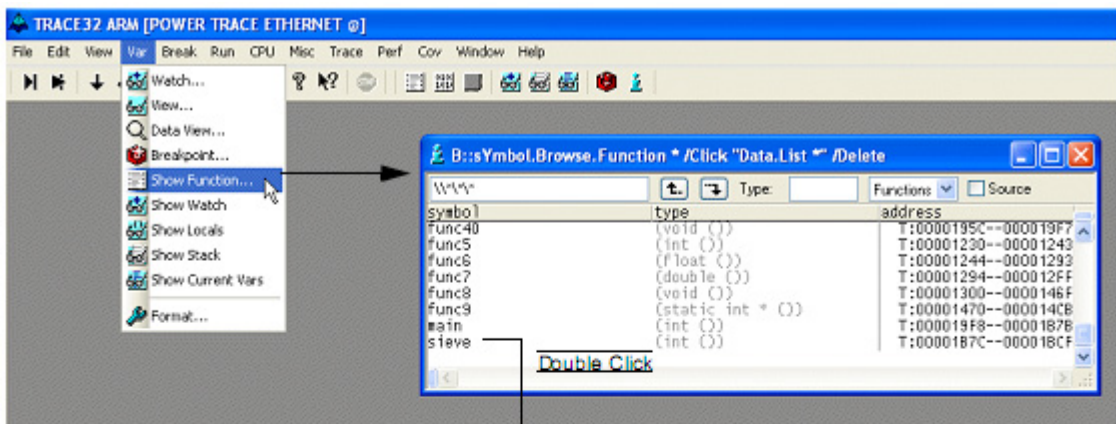 TRACE32 ARM [POWER TRACE ETHERNET @]
File Edit View Var Break Run CPU Misc Trace Perf Cov Window Help
Watch...
View...
Data View...
Breakpoint...
Show Function...
Show Watch
Show Locals
Show Stack
Show Current Vars
Format...
B::sYmbol.Browse.Function * /Click "Data.List *" /Delete
\\*\*\* Type: Functions Source
symbol type address
func40 (void ()) T:0000195C--000019F7
func5 (int ()) T:00001230--00001243
func6 (float ()) T:00001244--00001293
func7 (double ()) T:00001294--000012FF
func8 (void ()) T:00001300--0000146F
func9 (static int * ()) T:00001470--000014CB
main (int ()) T:000019F8--00001B7B
sieve (int ()) T:00001B7C--00001BCF
Double Click